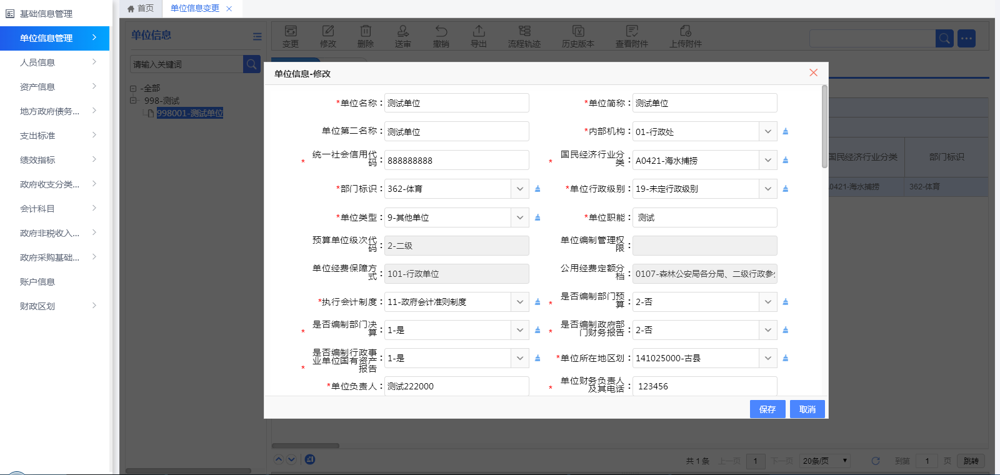 基础信息管理
单位信息管理
人员信息
资产信息
地方政府债务...
支出标准
绩效指标
政府收支分类...
会计科目
政府非税收入...
政府采购基础...
账户信息
财政区划
首页
单位信息变更
单位信息
请输入关键词
-全部
998-测试
998001-测试单位
变更
修改
删除
送审
撤销
导出
流程轨迹
历史版本
查看附件
上传附件
国民经济行业分类
部门标识
0421-海水捕捞
362-体育
单位信息-修改
*单位名称：测试单位
*单位简称：测试单位
单位第二名称：测试单位
*内部机构：01-行政处
*统一社会信用代
码：888888888
*国民经济行业分
类：A0421-海水捕捞
*部门标识：362-体育
*单位行政级别：19-未定行政级别
*单位类型：9-其他单位
*单位职能：测试
预算单位级次代
码：2-二级
单位编制管理权
限：
单位经费保障方
式：101-行政单位
公用经费定额分
档：0107-森林公安局各分局、二级行政参
*执行会计制度：11-政府会计准则制度
*是否编制部门预
算：2-否
*是否编制部门决
算：1-是
*是否编制政府部
门财务报告：2-否
*是否编制行政事
业单位国有资产
报告：1-是
*单位所在地区划：141025000-古县
*单位负责人：测试222000
*单位财务负责人
及其电话：123456
保存
取消
共 1 条
上一页
1
下一页
20条/页
到第
1
页
跳转